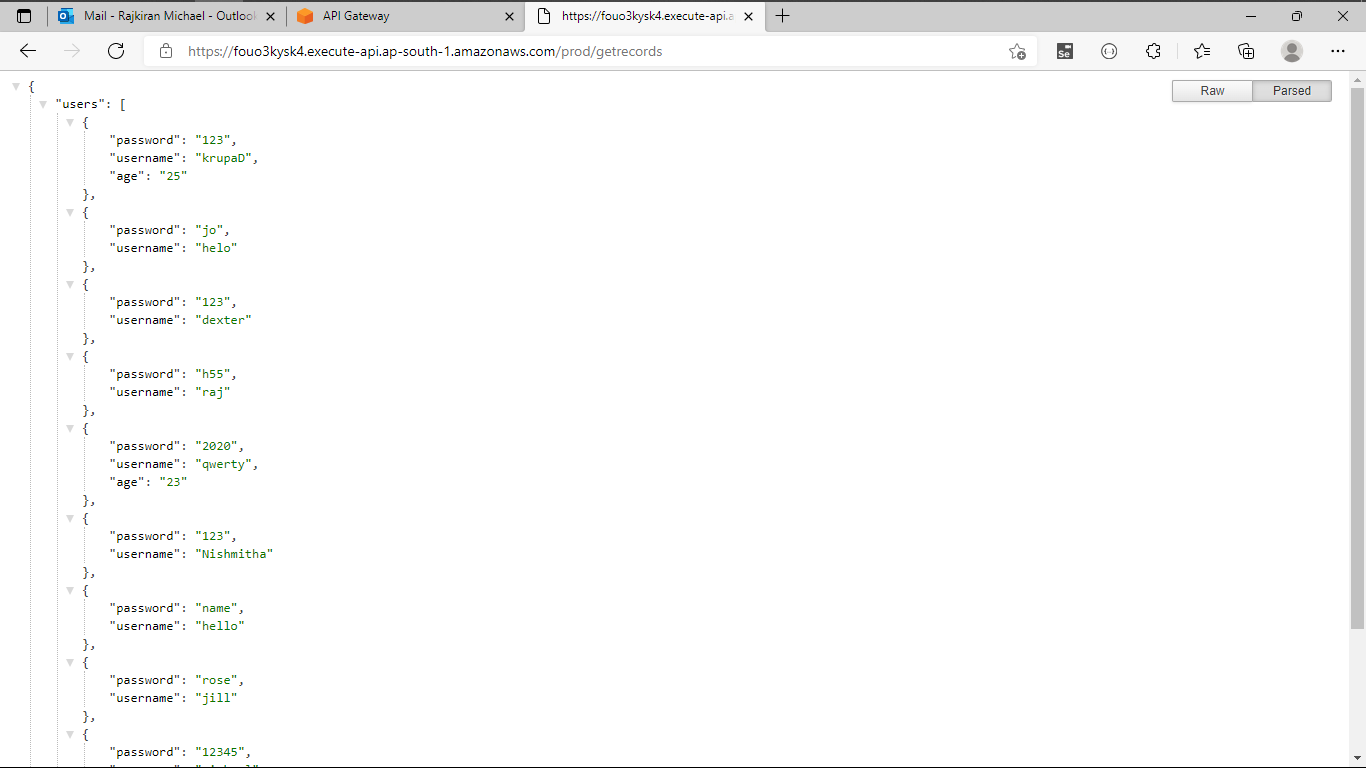 Mail - Rajkiran Michael - Outlook
API Gateway
https://fouo3kysk4.execute-api.a
https://fouo3kysk4.execute-api.ap-south-1.amazonaws.com/prod/getrecords
Se
Raw
Parsed
{
"users": [
{
"password": "123",
"username": "krupaD",
"age": "25"
},
{
"password": "jo",
"username": "helo"
},
{
"password": "123",
"username": "dexter"
},
{
"password": "h55",
"username": "raj"
},
{
"password": "2020",
"username": "qwerty",
"age": "23"
},
{
"password": "123",
"username": "Nishmitha"
},
{
"password": "name",
"username": "hello"
},
{
"password": "rose",
"username": "jill"
},
{
"password": "12345",